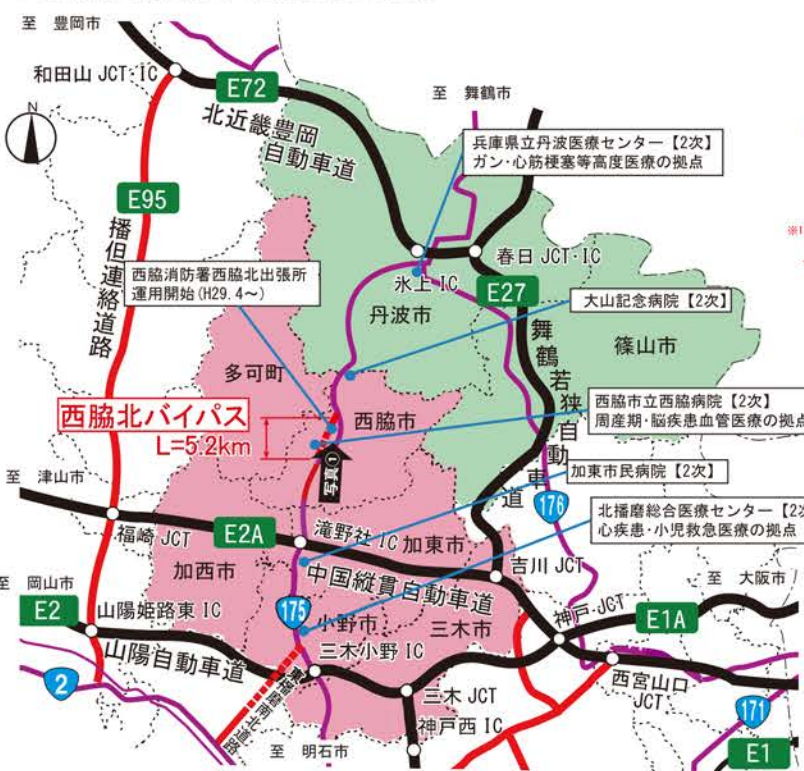 至 豊岡市
和田山 JCT・IC
E72
北近畿豊岡
自動車道
至 舞鶴市
N
兵庫県立丹波医療センター【2次】
ガン・心筋梗塞等高度医療の拠点
E95
播但連絡道路
西脇消防署西脇北出張所
運用開始(H29.4~)
春日 JCT・IC
氷上 IC
E27
丹波市
大山記念病院【2次】
舞鶴若狭自動車道
篠山市
多可町
西脇北バイパス
L=5.2km
西脇市
西脇市立西脇病院【2次】
周産期・脳疾患血管医療の拠点
写真①
至 津山市
加東市民病院【2次】
176
福崎 JCT
E2A
滝野社 IC
加東市
北播磨総合医療センター【2次
心疾患・小児救急医療の拠点
加西市
中国縦貫自動車道
吉川 JCT
至 岡山市
至 大阪市
E2
山陽姫路東 IC
175
小野市
三木市
神戸 JCT
E1A
山陽自動車道
三木小野 IC
2
東播磨南北道路
三木 JCT
西宮山口
JCT
神戸西 IC
171
至 明石市
E1
※1